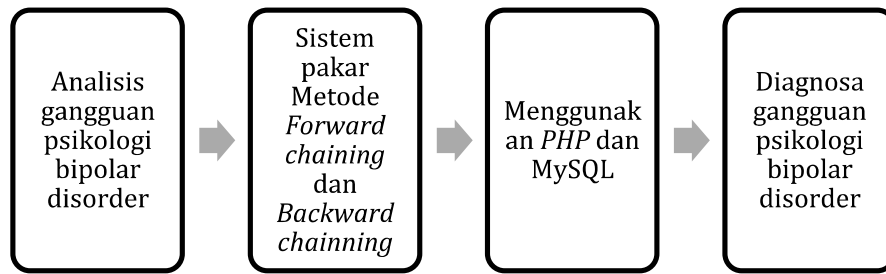 Analisis
gangguan
psikologi
bipolar
disorder
Sistem
pakar
Metode
Forward
chaining
dan
Backward
chainning
Menggunak
an PHP dan
MySQL
Diagnosa
gangguan
psikologi
bipolar
disorder